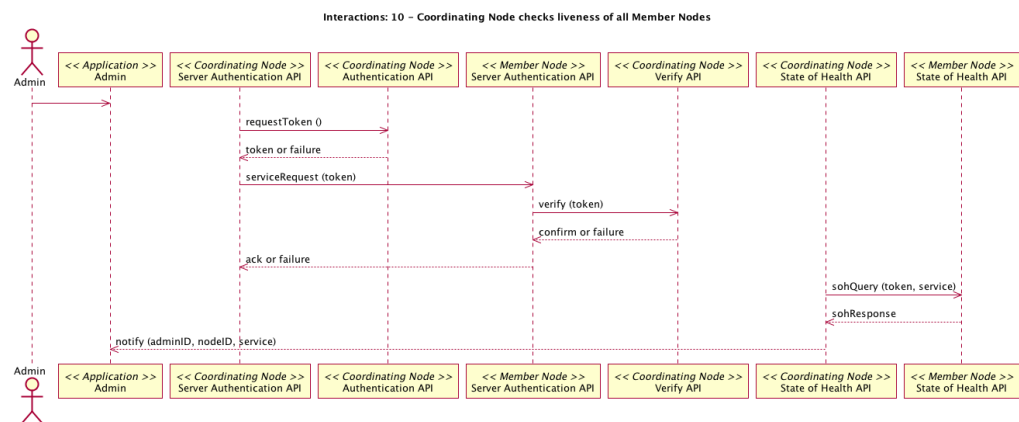 Interactions: 10 – Coordinating Node checks liveness of all Member Nodes
Admin
<< Application >>
Admin
<< Coordinating Node >>
Server Authentication API
<< Coordinating Node >>
Authentication API
<< Member Node >>
Server Authentication API
<< Coordinating Node >>
Verify API
<< Coordinating Node >>
State of Health API
<< Member Node >>
State of Health API
requestToken ()
token or failure
serviceRequest (token)
verify (token)
confirm or failure
ack or failure
sohQuery (token, service)
sohResponse
notify (adminID, nodeID, service)
Admin
<< Application >>
Admin
<< Coordinating Node >>
Server Authentication API
<< Coordinating Node >>
Authentication API
<< Member Node >>
Server Authentication API
<< Coordinating Node >>
Verify API
<< Coordinating Node >>
State of Health API
<< Member Node >>
State of Health API